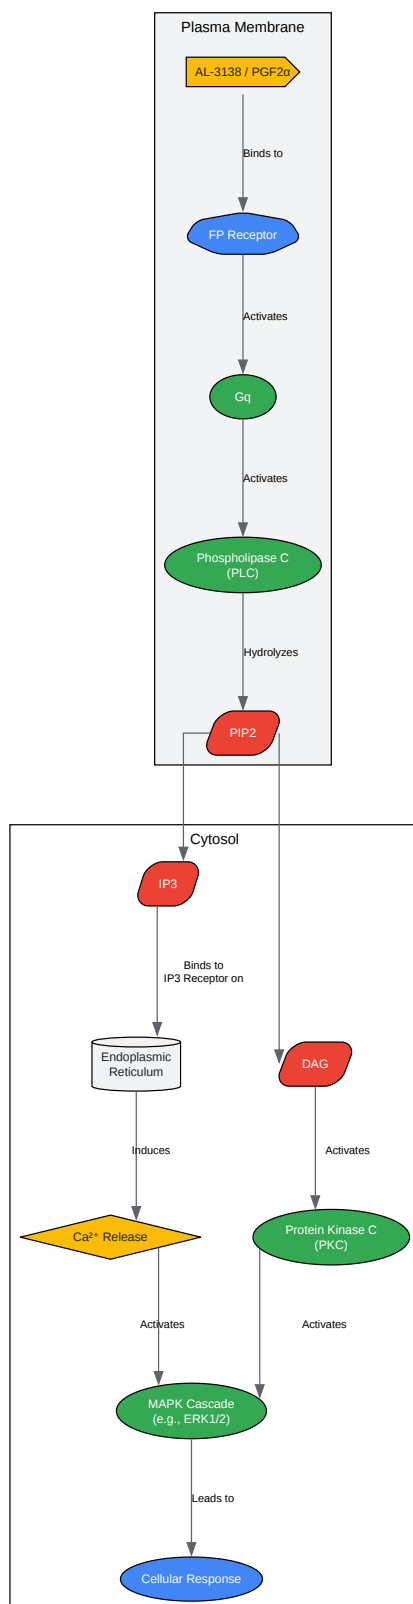 Plasma Membrane
AL-3138 / PGF2α
Binds to
FP Receptor
Activates
Gq
Activates
Phospholipase C
(PLC)
Hydrolyzes
PIP2
Cytosol
IP3
Binds to
IP3 Receptor on
Endoplasmic
Reticulum
DAG
Induces
Activates
Ca²⁺ Release
Protein Kinase C
(PKC)
Activates
Activates
MAPK Cascade
(e.g., ERK1/2)
Leads to
Cellular Response